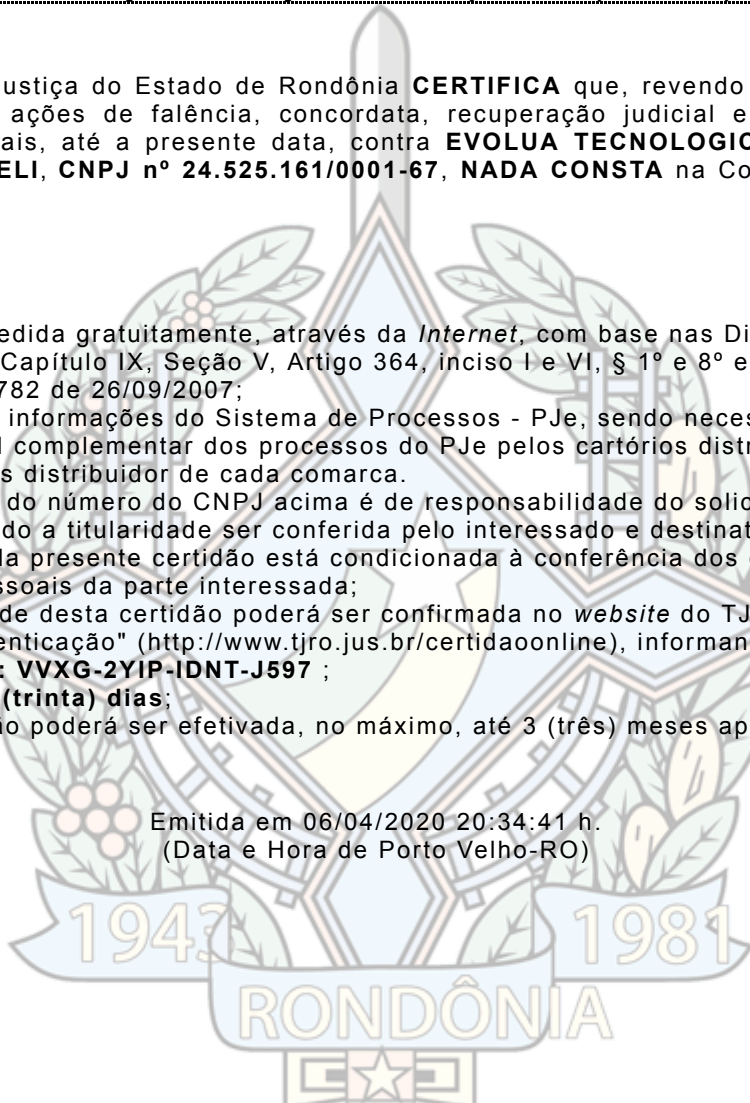 ustiça do Estado de Rondônia CERTIFICA que, revendo
ações de falência, concordata, recuperação judicial e
ais, até a presente data, contra EVOLUA TECNOLOGIC
ELI, CNPJ nº 24.525.161/0001-67, NADA CONSTA na Co
edida gratuitamente, através da Internet, com base nas Di
Capítulo IX, Seção V, Artigo 364, inciso I e VI, § 1º e 8º e
782 de 26/09/2007;
informações do Sistema de Processos - PJe, sendo neces
l complementar dos processos do PJe pelos cartórios distr
s distribuidor de cada comarca.
do número do CNPJ acima é de responsabilidade do solic
do a titularidade ser conferida pelo interessado e destinat
la presente certidão está condicionada à conferência dos
ssoais da parte interessada;
de desta certidão poderá ser confirmada no website do TJ
enticação" (http://www.tjro.jus.br/certidaoonline), informan
: VVXG-2YIP-IDNT-J597 ;
(trinta) dias;
ão poderá ser efetivada, no máximo, até 3 (três) meses ap
Emitida em 06/04/2020 20:34:41 h.
(Data e Hora de Porto Velho-RO)
1943 1981
RONDÔNIA